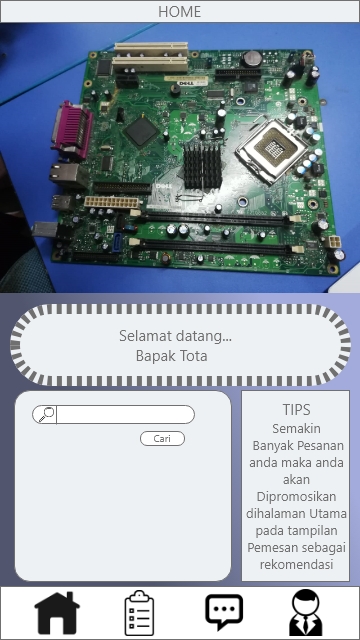 HOME
DELL
DELL
Selamat datang...
Bapak Tota
Cari
TIPS
Semakin
Banyak Pesanan
anda maka anda
akan
Dipromosikan
dihalaman Utama
pada tampilan
Pemesan sebagai
rekomendasi